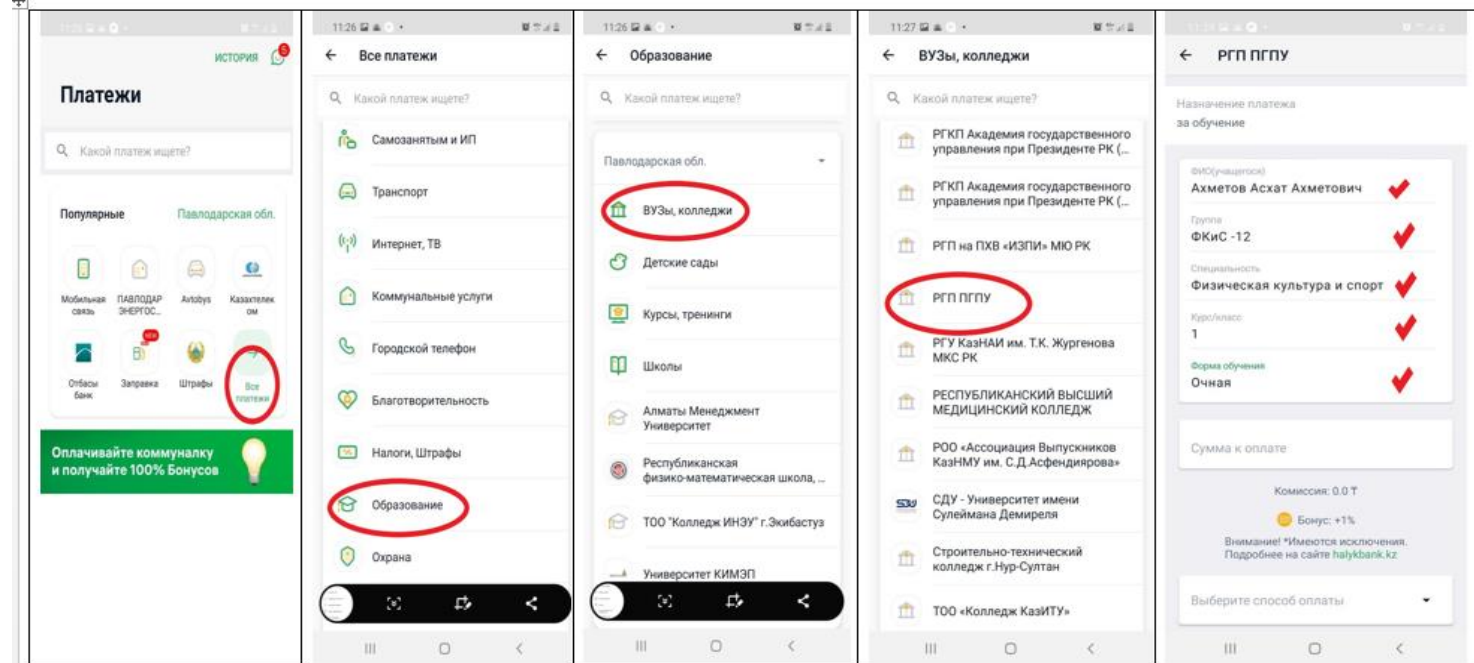 ИСТОРИЯ
5
Платежи
Какой платеж ищете?
Популярные
Павлодарская обл.
Мобильная
связь
ПАВЛОДАР
ЭНЕРГОС...
Avtobys
Казахтелек
ом
NEW
Отбасы
банк
Заправка
Штрафы
Все
платежи
Оплачивайте коммуналку
и получайте 100% Бонусов
11:26
Все платежи
Какой платеж ищете?
Самозанятым и ИП
Транспорт
Интернет, ТВ
Коммунальные услуги
Городской телефон
Благотворительность
Налоги, Штрафы
Образование
Охрана
11:26
Образование
Какой платеж ищете?
Павлодарская обл.
ВУЗы, колледжи
Детские сады
Курсы, тренинги
Школы
Алматы Менеджмент
Университет
Республиканская
физико-математическая школа, ...
ТОО "Колледж ИНЭУ" г.Экибастуз
Университет КИМЭП
11:27
ВУЗы, колледжи
Какой платеж ищете?
РГКП Академия государственного
управления при Президенте РК (...
РГКП Академия государственного
управления при Президенте РК (...
РГП на ПХВ «ИЗПИ» МЮ РК
РГП ПГПУ
РГУ КазНАИ им. Т.К. Жургенова
МКС РК
РЕСПУБЛИКАНСКИЙ ВЫСШИЙ
МЕДИЦИНСКИЙ КОЛЛЕДЖ
РОО «Ассоциация Выпускников
КазНМУ им. С.Д.Асфендиярова»
СДУ - Университет имени
Сулеймана Демиреля
Строительно-технический
колледж г.Нур-Султан
ТОО «Колледж КазИТУ»
РГП ПГПУ
Назначение платежа
за обучение
ФИО(учащегося)
Ахметов Асхат Ахметович
Группа
ФКиС -12
Специальность
Физическая культура и спорт
Курс/класс
1
Форма обучения
Очная
Сумма к оплате
Комиссия: 0.0 ₸
Бонус: +1%
Внимание! *Имеются исключения.
Подробнее на сайте halykbank.kz
Выберите способ оплаты